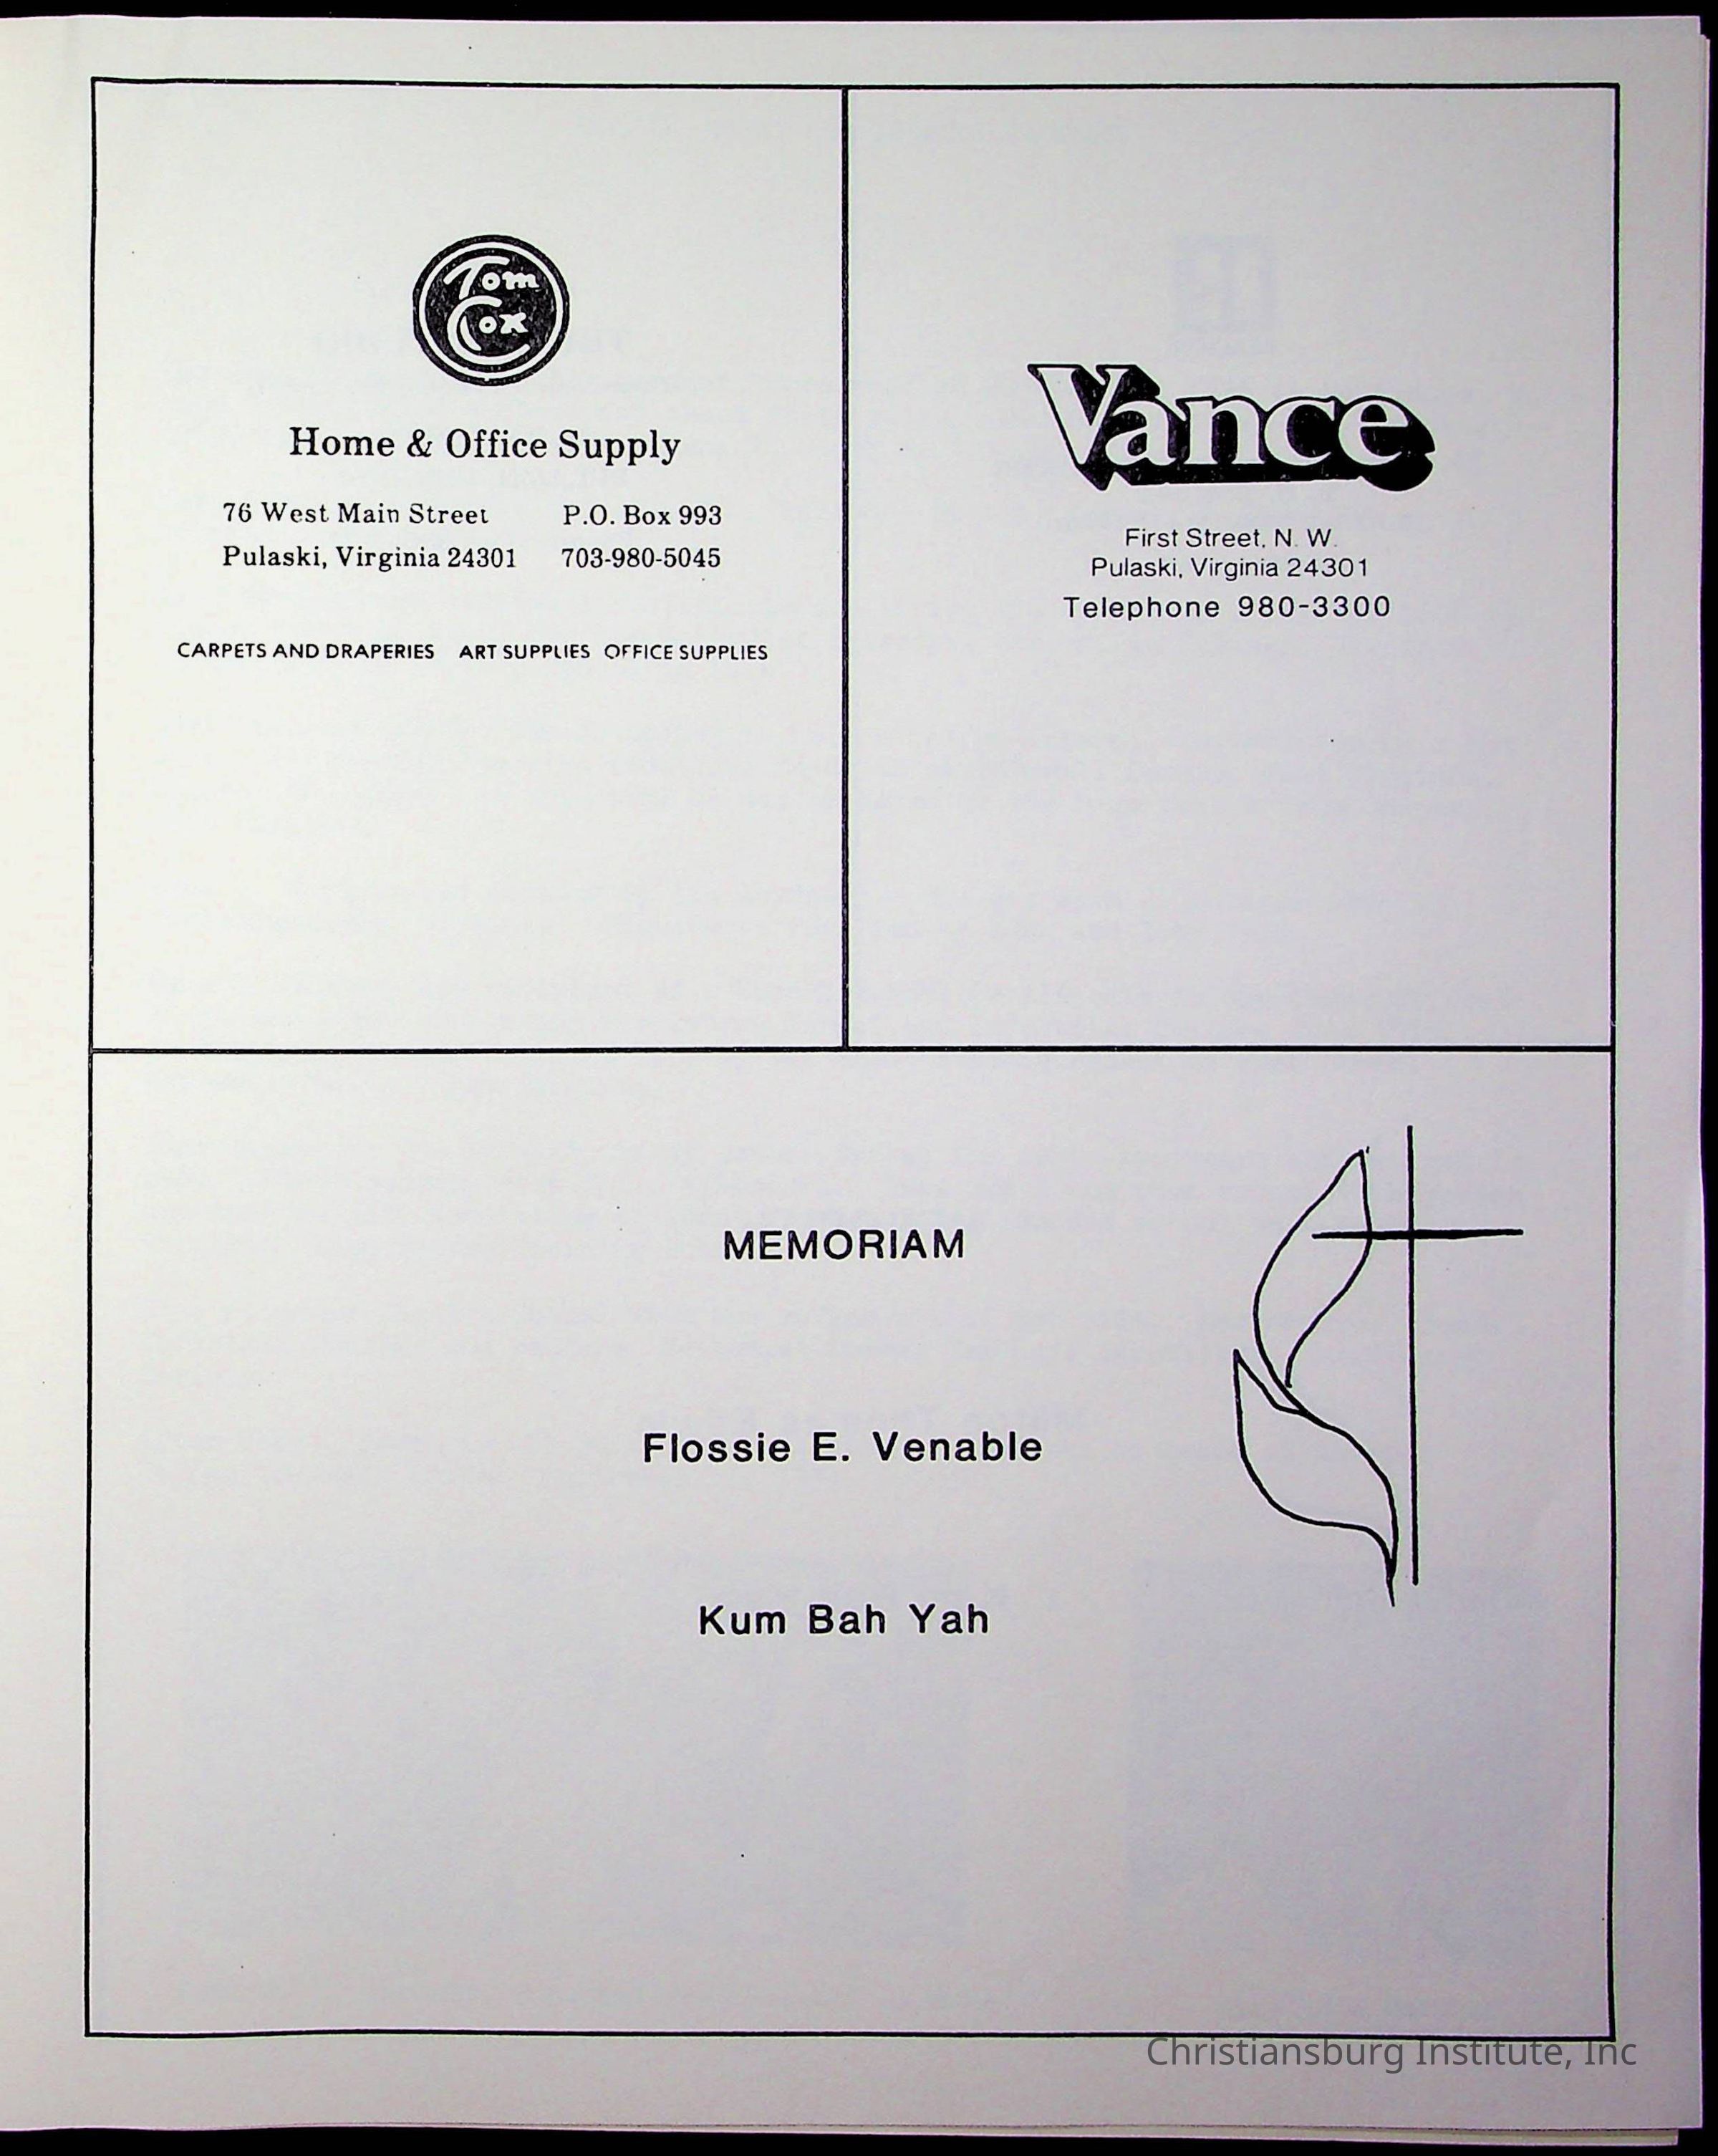 Tom
Cox
Home & Office Supply
76 West Main Street P.O. Box 993
Pulaski, Virginia 24301 703-980-5045
CARPETS AND DRAPERIES ART SUPPLIES OFFICE SUPPLIES
Vance
First Street, N. W.
Pulaski, Virginia 24301
Telephone 980-3300
MEMORIAM
Flossie E. Venable
Kum Bah Yah
Christiansburg Institute, Inc